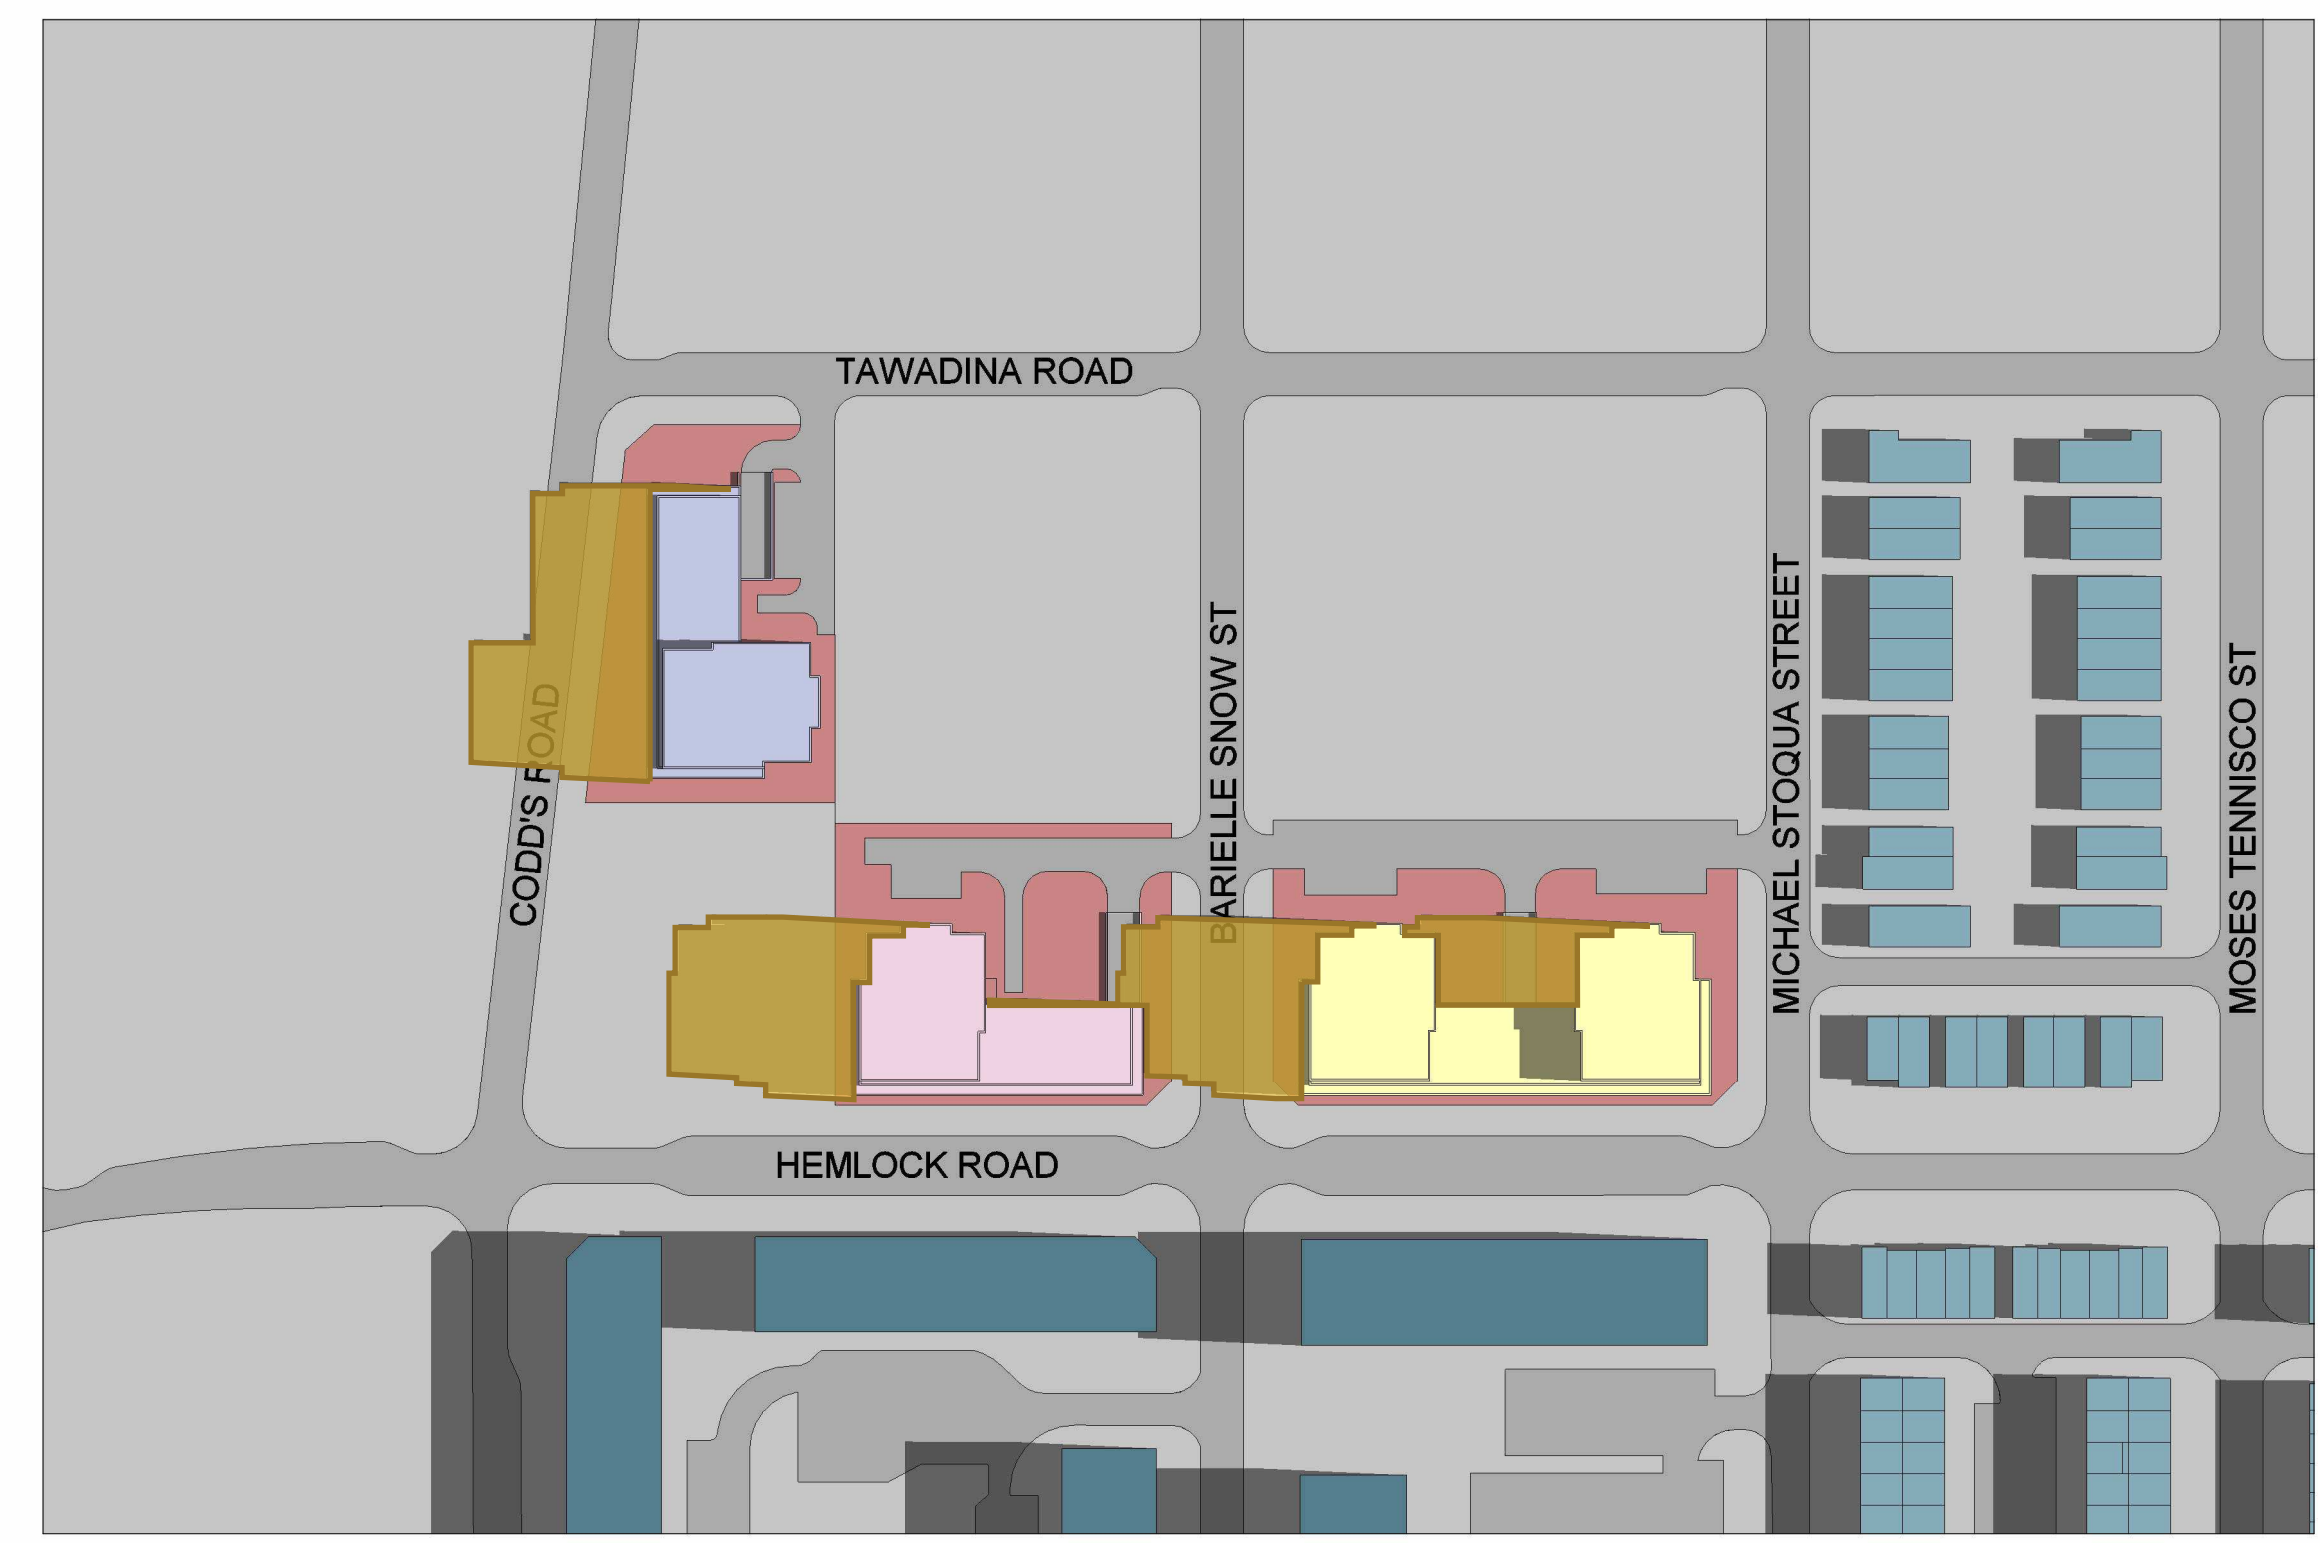 TAWADINA ROAD
CODD'S ROAD
BARIELLE SNOW ST
MICHAEL STOQUA STREET
MOSES TENNISCO ST
HEMLOCK ROAD